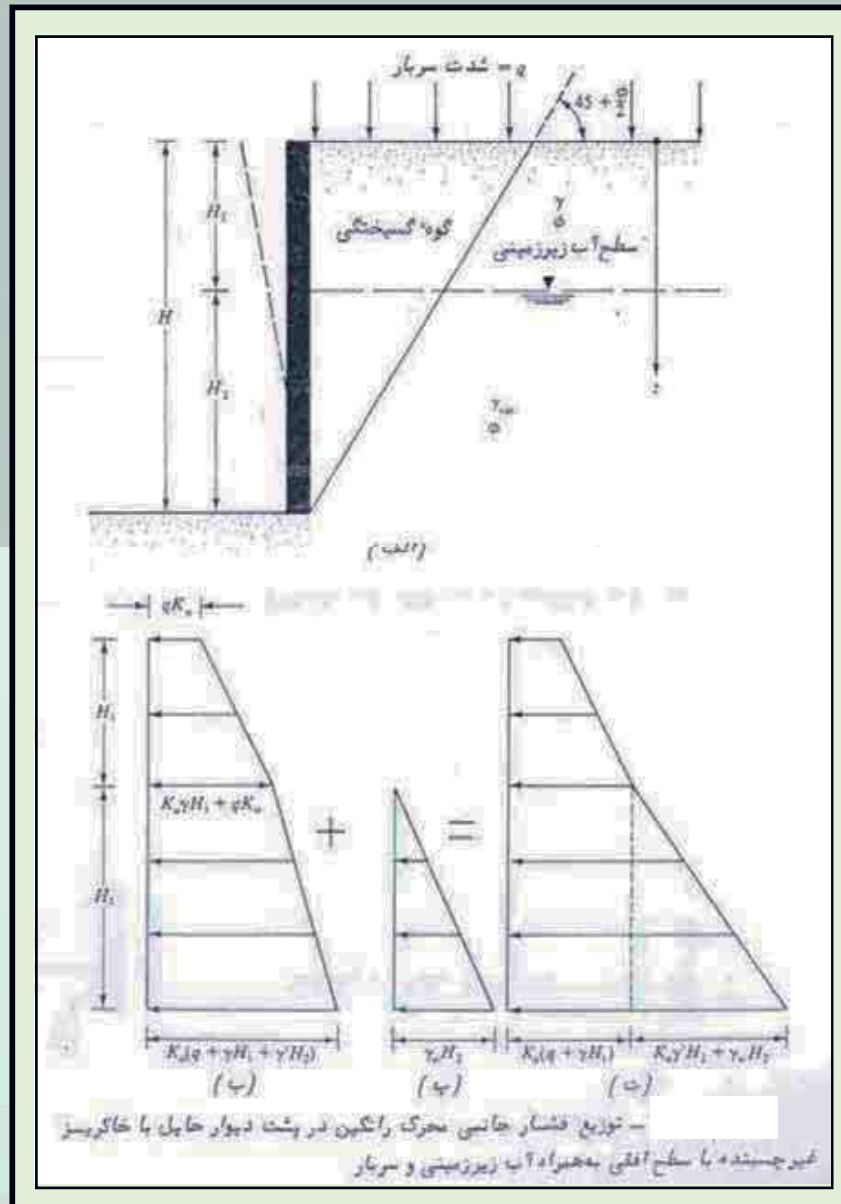 شدت سربار = q
45 + φ/2
H₁
γ
φ
گوهٔ گسیختگی
سطح آب زیرزمینی
H
H₂
z
γsat
φ
(الف)
qKₐ
H₁
KₐγH₁ + qKₐ
+
=
H₂
Kₐ(q + γH₁ + γ′H₂)
γwH₂
Kₐ(q + γH₁)
Kₐγ′H₂ + γwH₂
(ب)
(پ)
(ت)
– توزیع فشار جانبی محرک رانکین در پشت دیوار حایل با خاکریز
غیرچسبنده با سطح افقی به‌همراه آب زیرزمینی و سربار